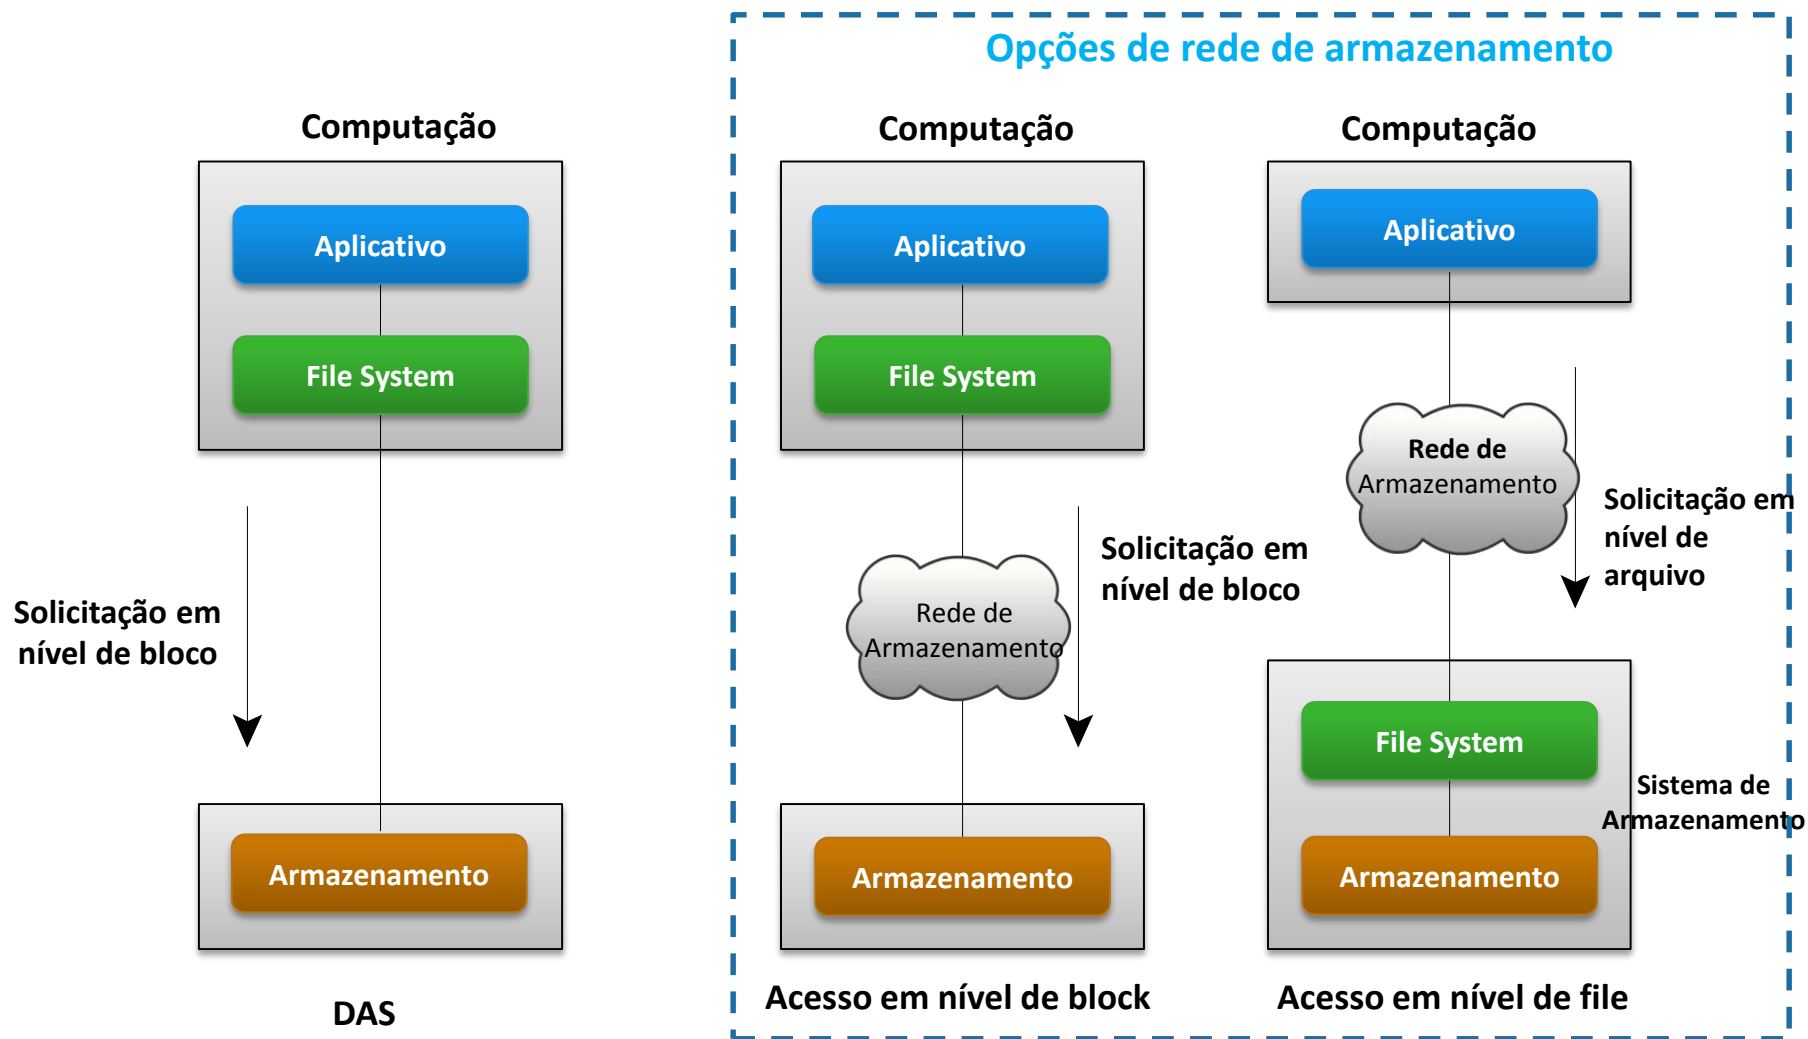 Opções de rede de armazenamento
Computação
Aplicativo
File System
Solicitação em
nível de bloco
Armazenamento
DAS
Computação
Aplicativo
File System
Rede de
Armazenamento
Solicitação em
nível de bloco
Armazenamento
Acesso em nível de block
Computação
Aplicativo
Rede de
Armazenamento
Solicitação em
nível de
arquivo
File System
Sistema de
Armazenamento
Armazenamento
Acesso em nível de file